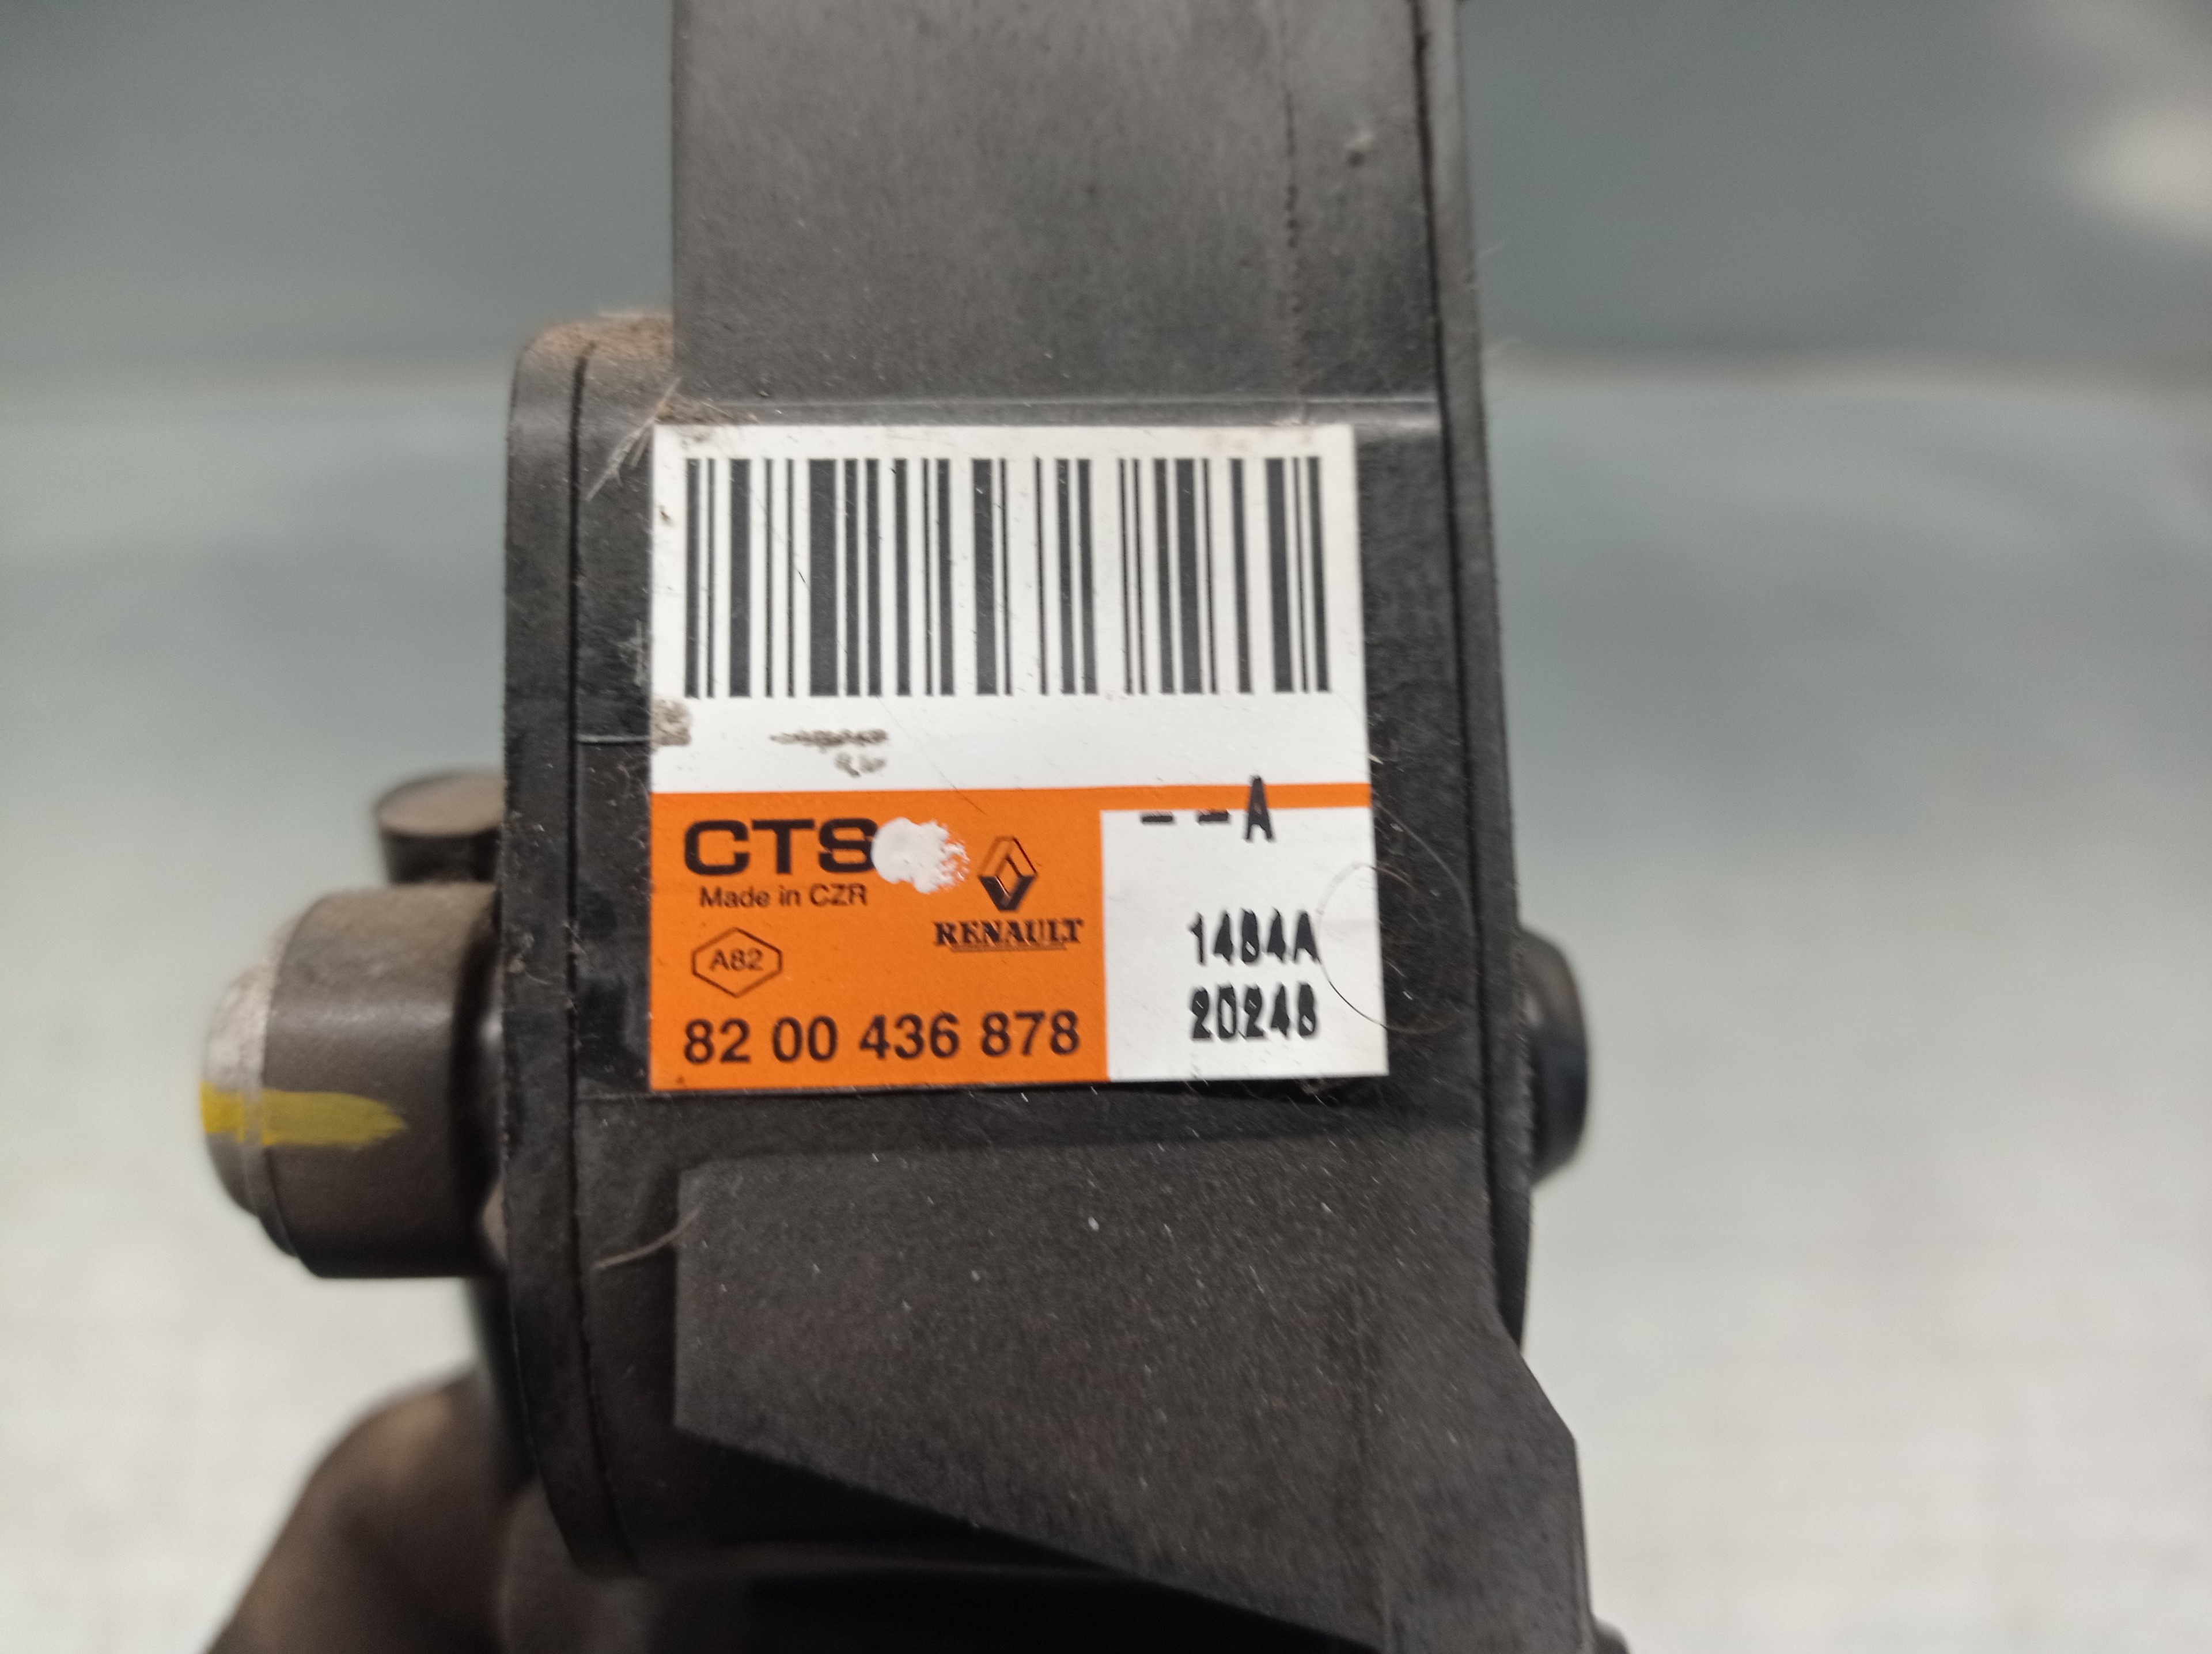 CTS
Made in CZR
RENAULT
A82
82 00 436 878
--A
1484A
20248